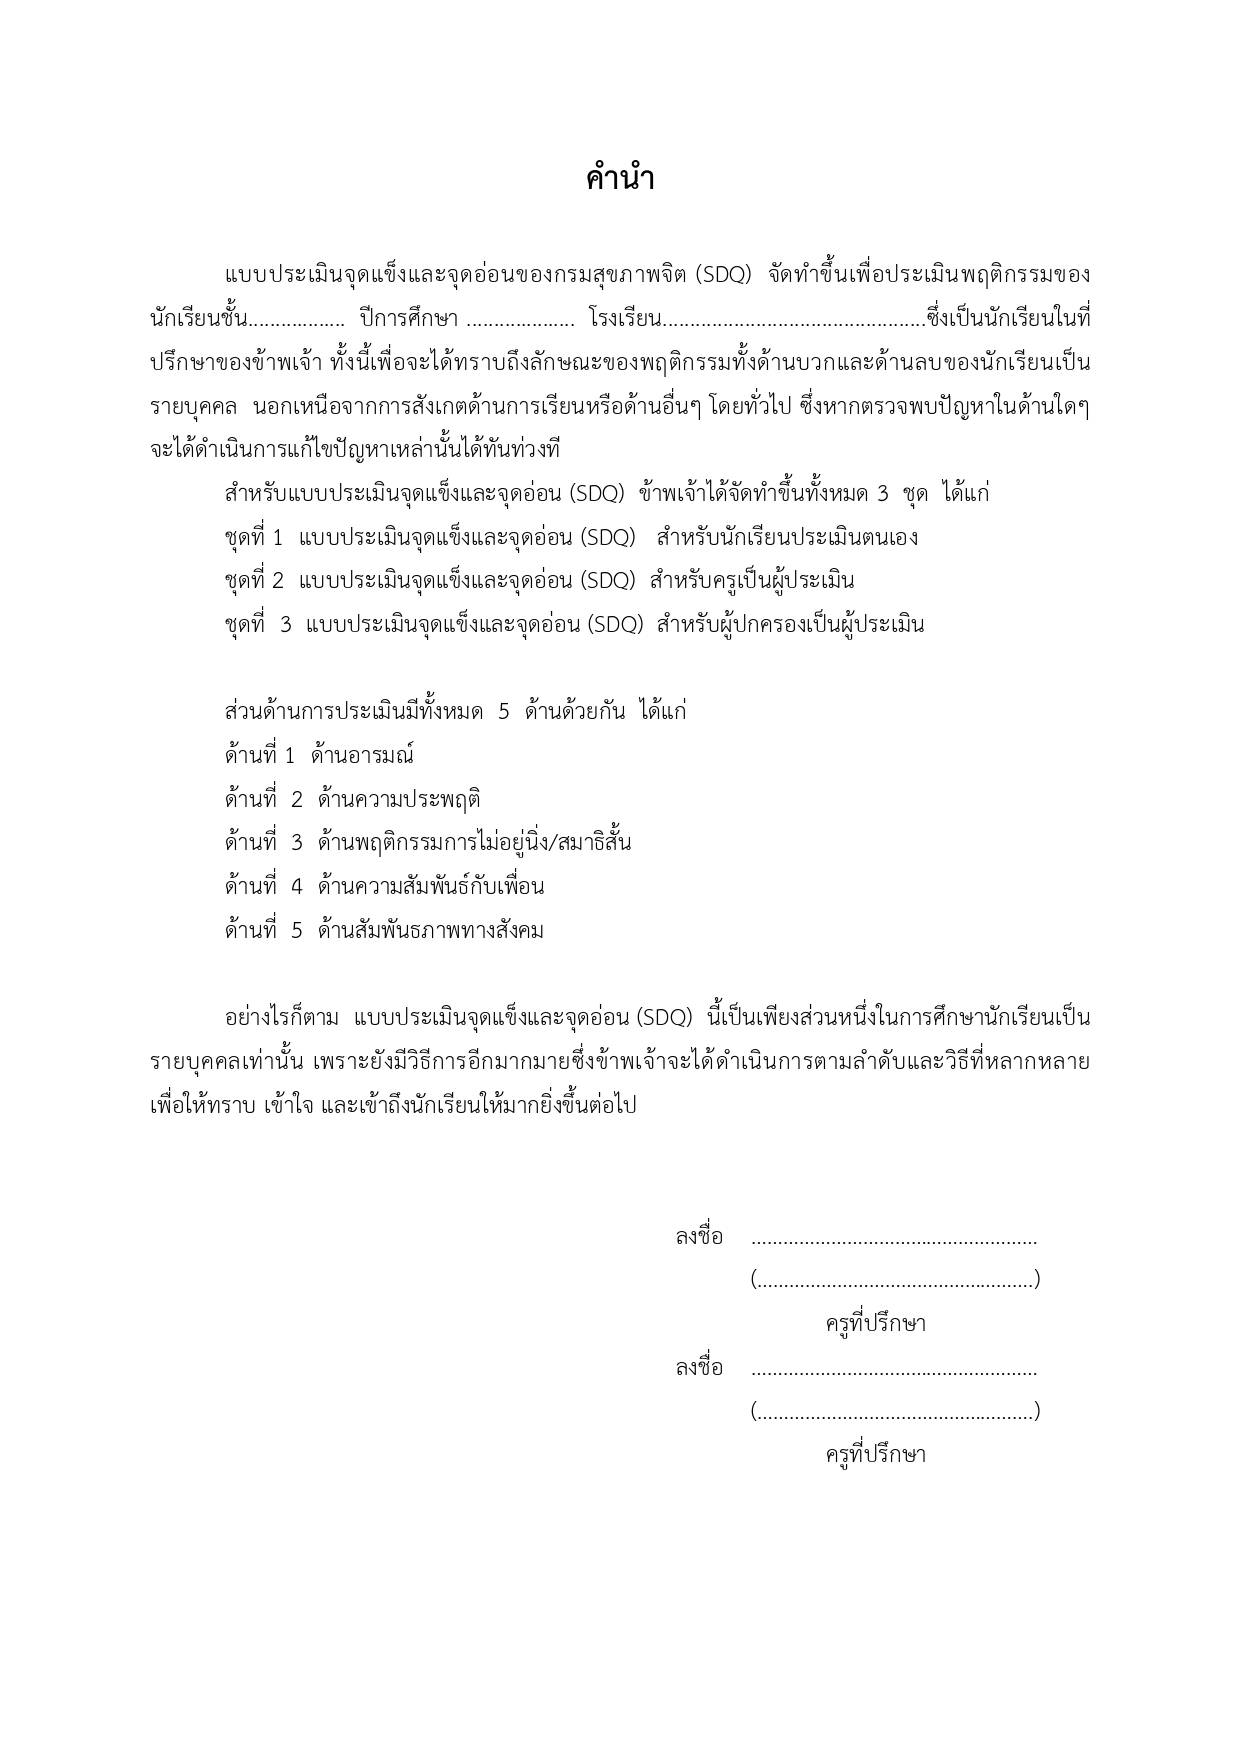 คำนำ
แบบประเมินจุดแข็งและจุดอ่อนของกรมสุขภาพจิต (SDQ) จัดทำขึ้นเพื่อประเมินพฤติกรรมของ
นักเรียนชั้น.................. ปีการศึกษา .................... โรงเรียน................................................ซึ่งเป็นนักเรียนในที่
ปรึกษาของข้าพเจ้า ทั้งนี้เพื่อจะได้ทราบถึงลักษณะของพฤติกรรมทั้งด้านบวกและด้านลบของนักเรียนเป็น
รายบุคคล นอกเหนือจากการสังเกตด้านการเรียนหรือด้านอื่นๆ โดยทั่วไป ซึ่งหากตรวจพบปัญหาในด้านใดๆ
จะได้ดำเนินการแก้ไขปัญหาเหล่านั้นได้ทันท่วงที
สำหรับแบบประเมินจุดแข็งและจุดอ่อน (SDQ) ข้าพเจ้าได้จัดทำขึ้นทั้งหมด 3 ชุด ได้แก่
ชุดที่ 1 แบบประเมินจุดแข็งและจุดอ่อน (SDQ) สำหรับนักเรียนประเมินตนเอง
ชุดที่ 2 แบบประเมินจุดแข็งและจุดอ่อน (SDQ) สำหรับครูเป็นผู้ประเมิน
ชุดที่ 3 แบบประเมินจุดแข็งและจุดอ่อน (SDQ) สำหรับผู้ปกครองเป็นผู้ประเมิน
ส่วนด้านการประเมินมีทั้งหมด 5 ด้านด้วยกัน ได้แก่
ด้านที่ 1 ด้านอารมณ์
ด้านที่ 2 ด้านความประพฤติ
ด้านที่ 3 ด้านพฤติกรรมการไม่อยู่นิ่ง/สมาธิสั้น
ด้านที่ 4 ด้านความสัมพันธ์กับเพื่อน
ด้านที่ 5 ด้านสัมพันธภาพทางสังคม
อย่างไรก็ตาม แบบประเมินจุดแข็งและจุดอ่อน (SDQ) นี้เป็นเพียงส่วนหนึ่งในการศึกษานักเรียนเป็น
รายบุคคลเท่านั้น เพราะยังมีวิธีการอีกมากมายซึ่งข้าพเจ้าจะได้ดำเนินการตามลำดับและวิธีที่หลากหลาย
เพื่อให้ทราบ เข้าใจ และเข้าถึงนักเรียนให้มากยิ่งขึ้นต่อไป
ลงชื่อ ......................................................
(....................................................)
ครูที่ปรึกษา
ลงชื่อ ......................................................
(....................................................)
ครูที่ปรึกษา